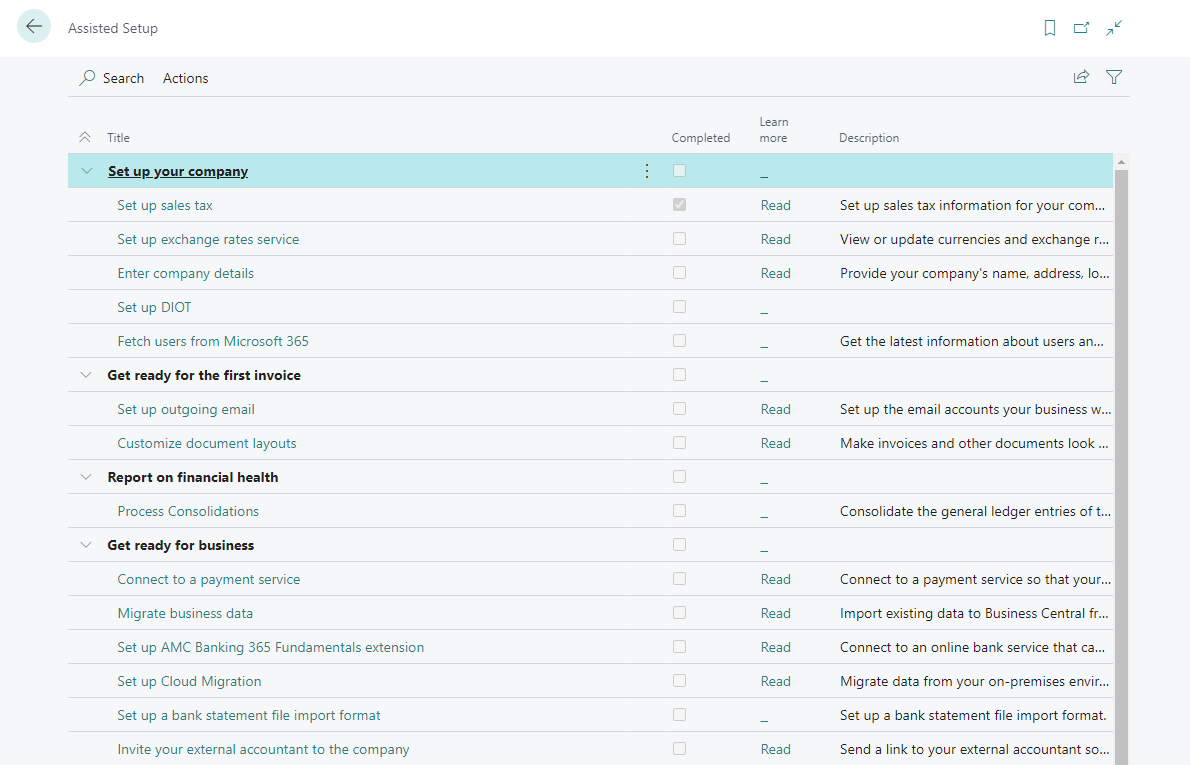 Assisted Setup
Search Actions
Title Completed Learn more Description
Set up your company _
Set up sales tax Read Set up sales tax information for your com...
Set up exchange rates service Read View or update currencies and exchange r...
Enter company details Read Provide your company's name, address, lo...
Set up DIOT _
Fetch users from Microsoft 365 _ Get the latest information about users an...
Get ready for the first invoice _
Set up outgoing email Read Set up the email accounts your business w...
Customize document layouts Read Make invoices and other documents look ...
Report on financial health _
Process Consolidations _ Consolidate the general ledger entries of t...
Get ready for business _
Connect to a payment service Read Connect to a payment service so that your...
Migrate business data Read Import existing data to Business Central fr...
Set up AMC Banking 365 Fundamentals extension Read Connect to an online bank service that ca...
Set up Cloud Migration Read Migrate data from your on-premises envir...
Set up a bank statement file import format _ Set up a bank statement file import format.
Invite your external accountant to the company Read Send a link to your external accountant so...